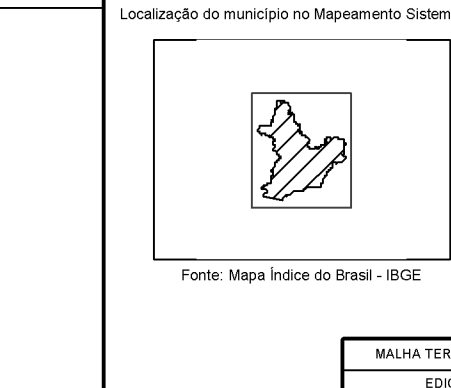 Localização do município no Mapeamento Sistem
Fonte: Mapa Índice do Brasil - IBGE
MALHA TER
EDIÇ